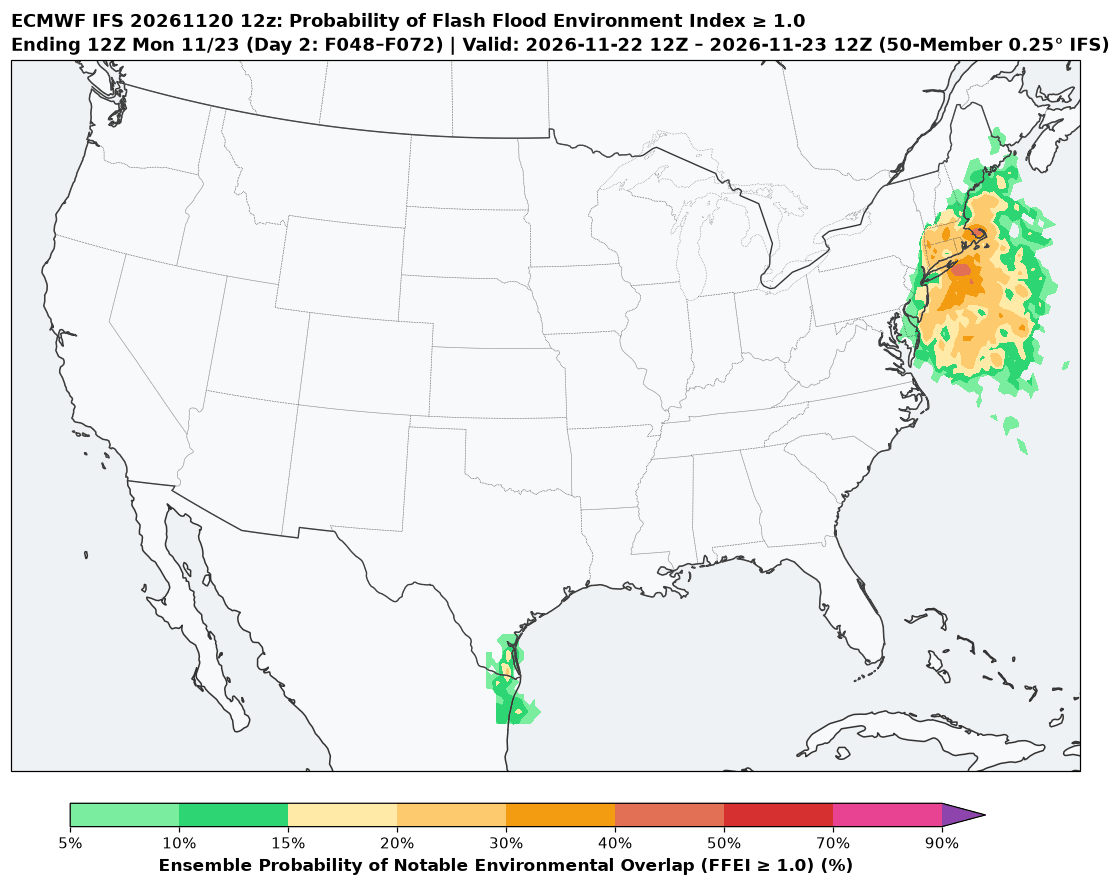 ECMWF IFS 20261120 12z: Probability of Flash Flood Environment Index ≥ 1.0
Ending 12Z Mon 11/23 (Day 2: F048–F072) | Valid: 2026-11-22 12Z – 2026-11-23 12Z (50-Member 0.25° IFS)
5% 10% 15% 20% 30% 40% 50% 70% 90%
Ensemble Probability of Notable Environmental Overlap (FFEI ≥ 1.0) (%)